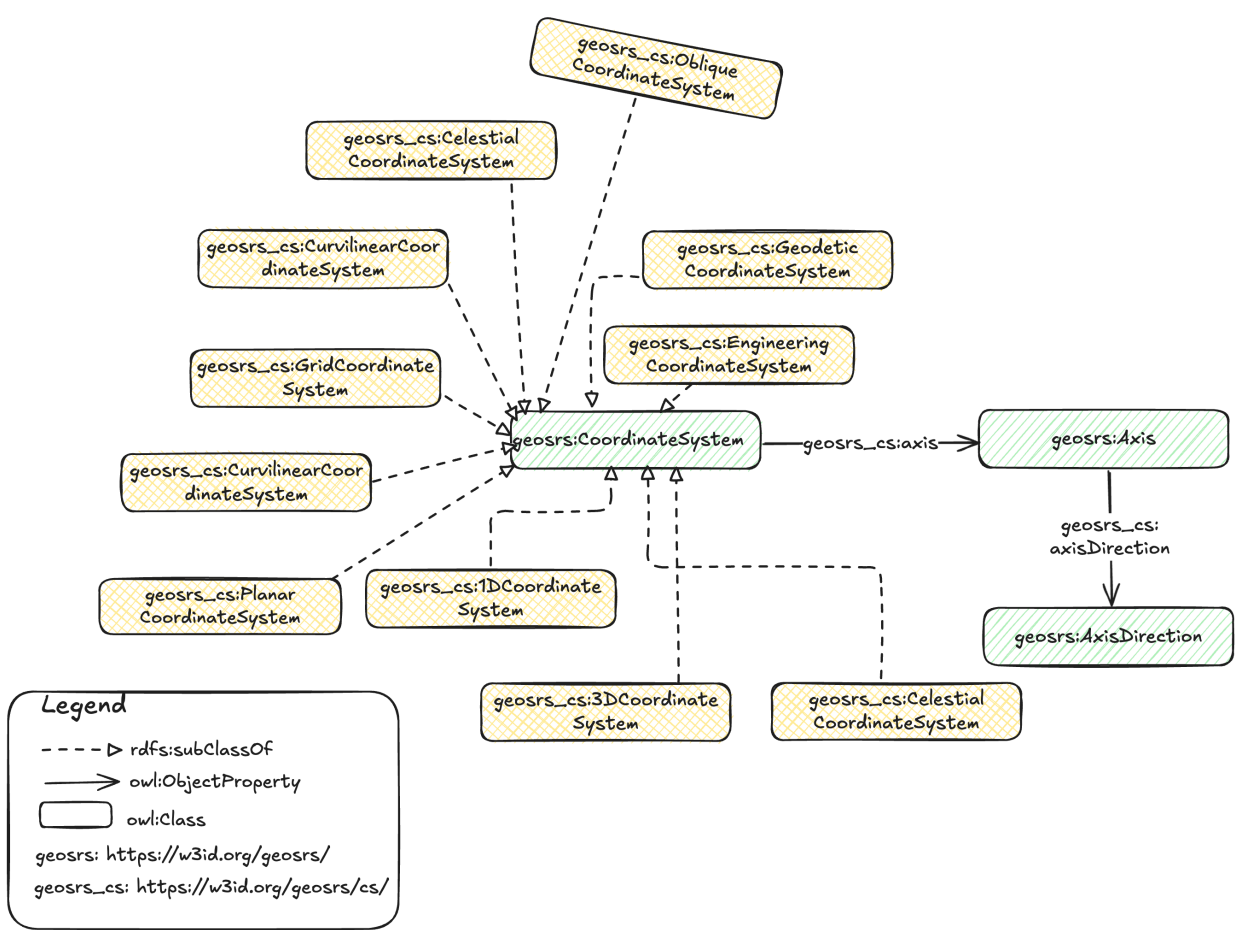 geosrs_cs:Oblique
CoordinateSystem
geosrs_cs:Celestial
CoordinateSystem
geosrs_cs:CurvilinearCoor
dinateSystem
geosrs_cs:Geodetic
CoordinateSystem
geosrs_cs:Engineering
CoordinateSystem
geosrs_cs:GridCoordinate
System
geosrs:CoordinateSystem
geosrs_cs:axis
geosrs:Axis
geosrs_cs:CurvilinearCoor
dinateSystem
geosrs_cs:
axisDirection
geosrs_cs:Planar
CoordinateSystem
geosrs_cs:1DCoordinate
System
geosrs:AxisDirection
geosrs_cs:3DCoordinate
System
geosrs_cs:Celestial
CoordinateSystem
Legend
rdfs:subClassOf
owl:ObjectProperty
owl:Class
geosrs: https://w3id.org/geosrs/
geosrs_cs: https://w3id.org/geosrs/cs/